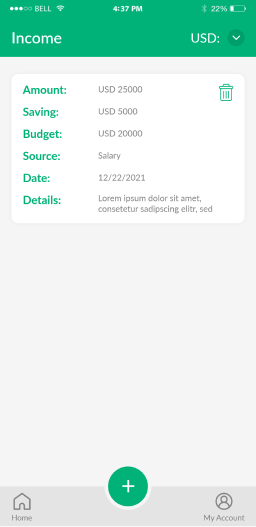 BELL 4:37 PM 22%
Income USD:
Amount: USD 25000
Saving: USD 5000
Budget: USD 20000
Source: Salary
Date: 12/22/2021
Details: Lorem ipsum dolor sit amet,
consetetur sadipscing elitr, sed
Home My Account